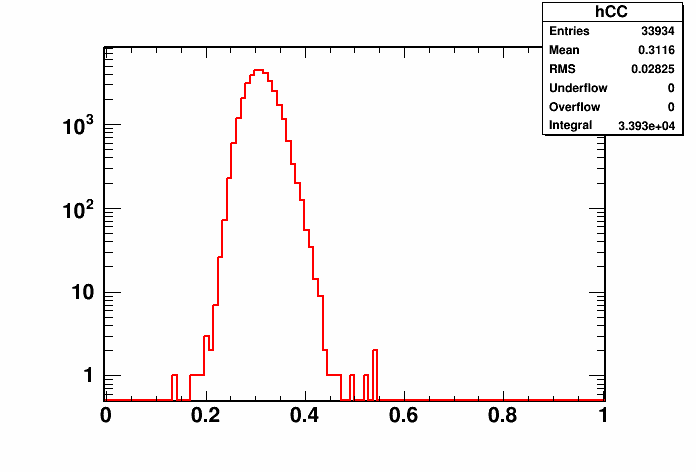 hCC
Entries 33934
Mean 0.3116
RMS 0.02825
Underflow 0
Overflow 0
Integral 3.393e+04
10³
10²
10
1
0 0.2 0.4 0.6 0.8 1